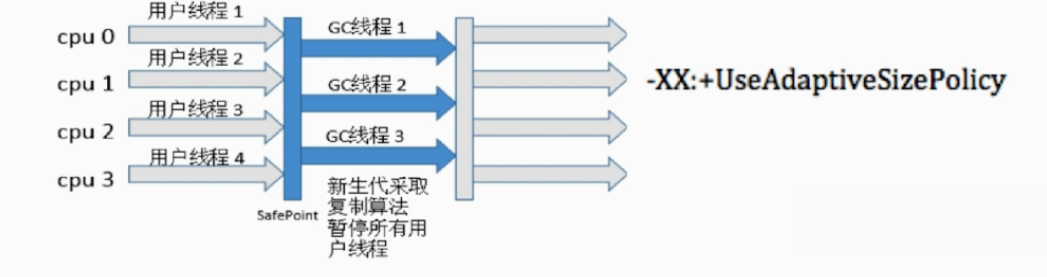 用户线程 1
GC线程 1
cpu 0
用户线程 2
-XX:+UseAdaptiveSizePolicy
cpu 1
GC线程 2
用户线程 3
cpu 2
GC线程 3
用户线程 4
cpu 3
SafePoint
新生代采取
复制算法
暂停所有用
户线程